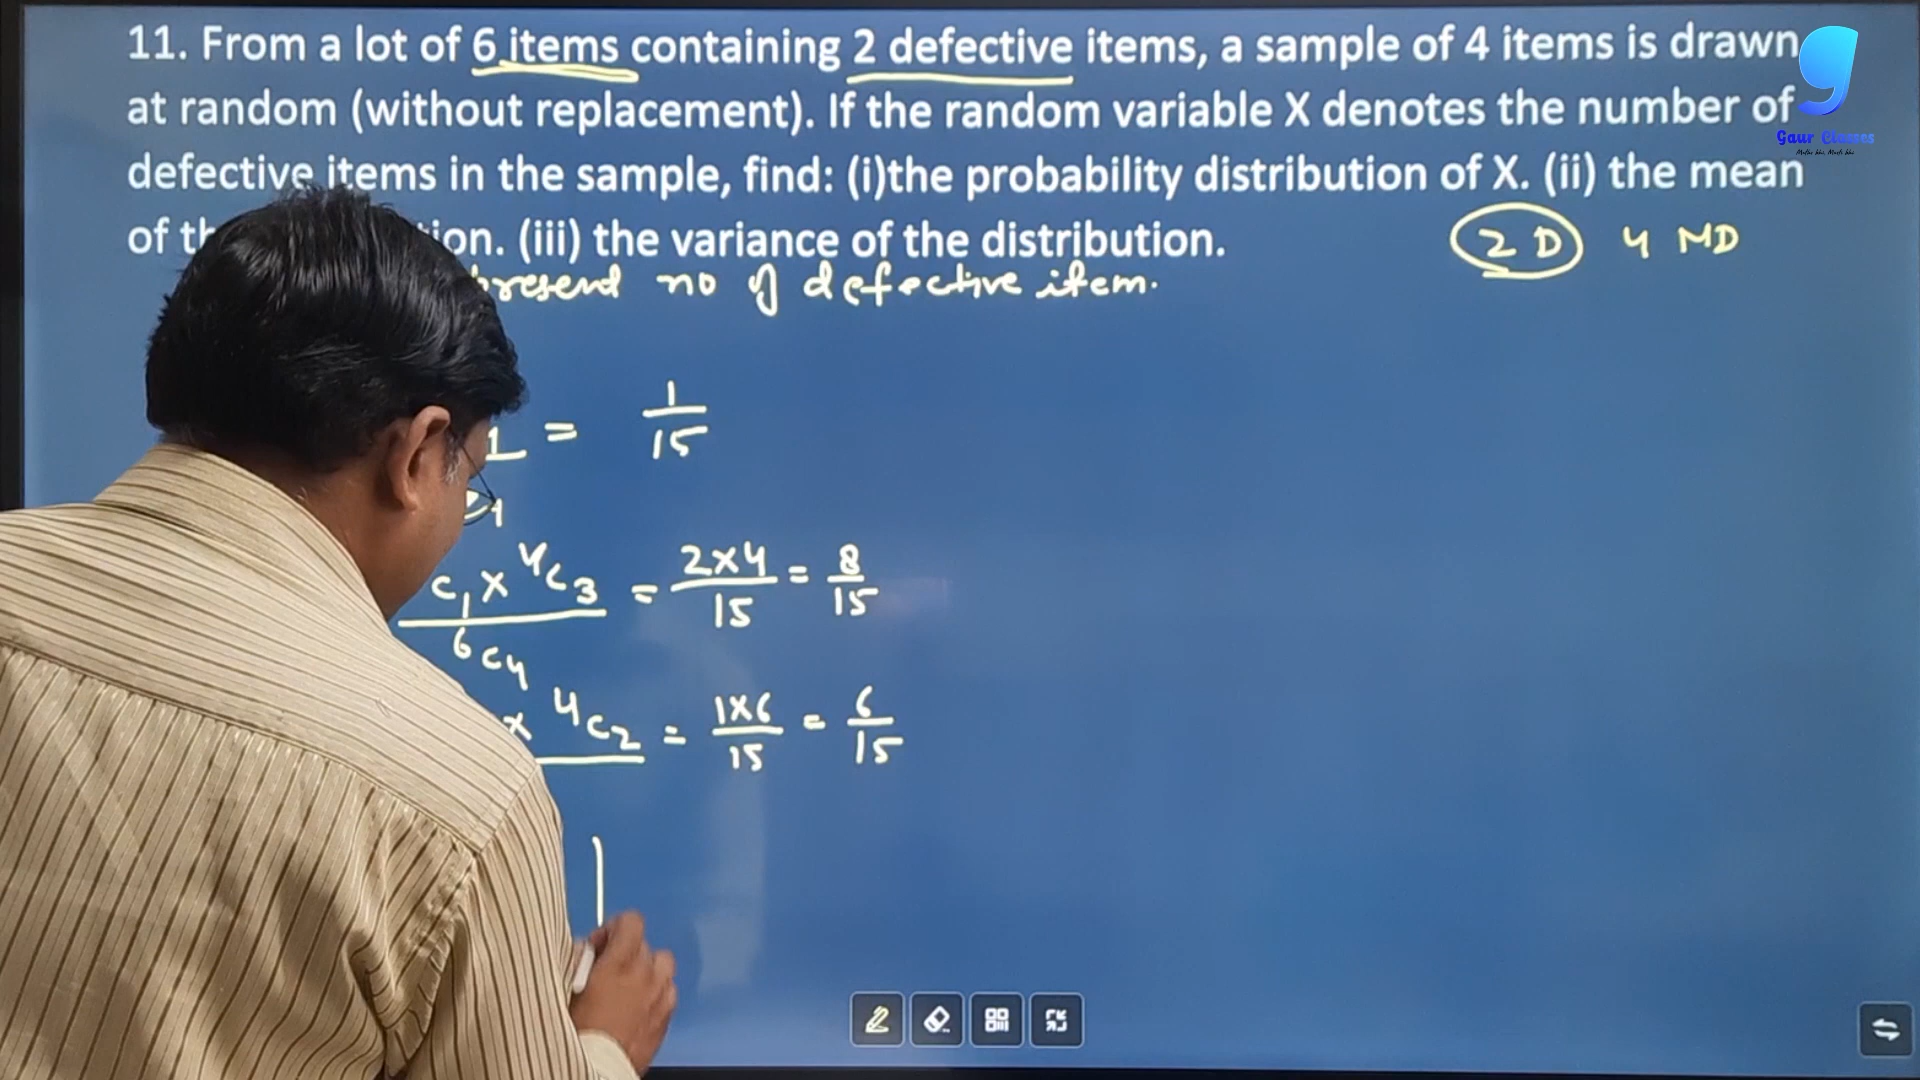 11. From a lot of 6 items containing 2 defective items, a sample of 4 items is drawn
at random (without replacement). If the random variable X denotes the number of
Gaur Classes
defective items in the sample, find: (i)the probability distribution of X. (ii) the mean
of th ion. (iii) the variance of the distribution.
2 D 4 ND
present no of defective item.
1 = 1/15
C4
C1 x 4C3 / 6C4 = 2x4/15 = 8/15
x 4C2 = 1x6/15 = 6/15